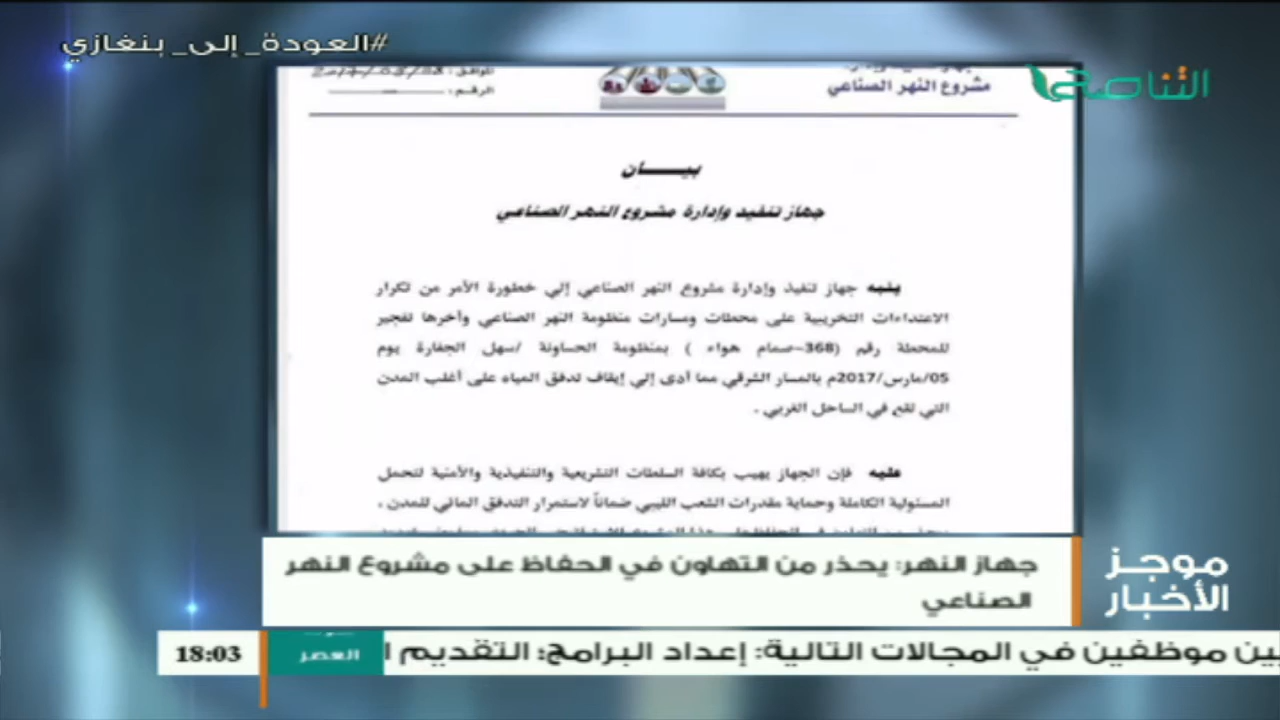 #العودة_إلى_بنغازي
التناصح
مشروع النهر الصناعي
الرقم:
بيـــــان
جهاز تنفيد وإدارة مشروع النهر الصناعي
ينبه جهاز تنفيذ وإدارة مشروع النهر الصناعي إلي خطورة الأمر من تكرار
الاعتداءات التخريبية على محطات ومسارات منظومة النهر الصناعي وأخرها تفجير
للمحطة رقم (368-صمام هواء ) بمنظومة الحساونة /سهل الجفارة يوم
05/مارس/2017م بالمسار الشرقي مما أدى إلي إيقاف تدفق المياه على أغلب المدن
التي تقع في الساحل الغربي .
عليه فإن الجهاز يهيب بكافة السلطات التشريعية والتنفيذية والأمنية لتحمل
المسئولية الكاملة وحماية مقدرات الشعب الليبي ضماناً لاستمرار التدفق المائي للمدن ،
جهاز النهر: يحذر من التهاون في الحفاظ على مشروع النهر
الصناعي
موجز
الأخبار
موظفين في المجالات التالية: إعداد البرامج: التقديم
العصر
18:03